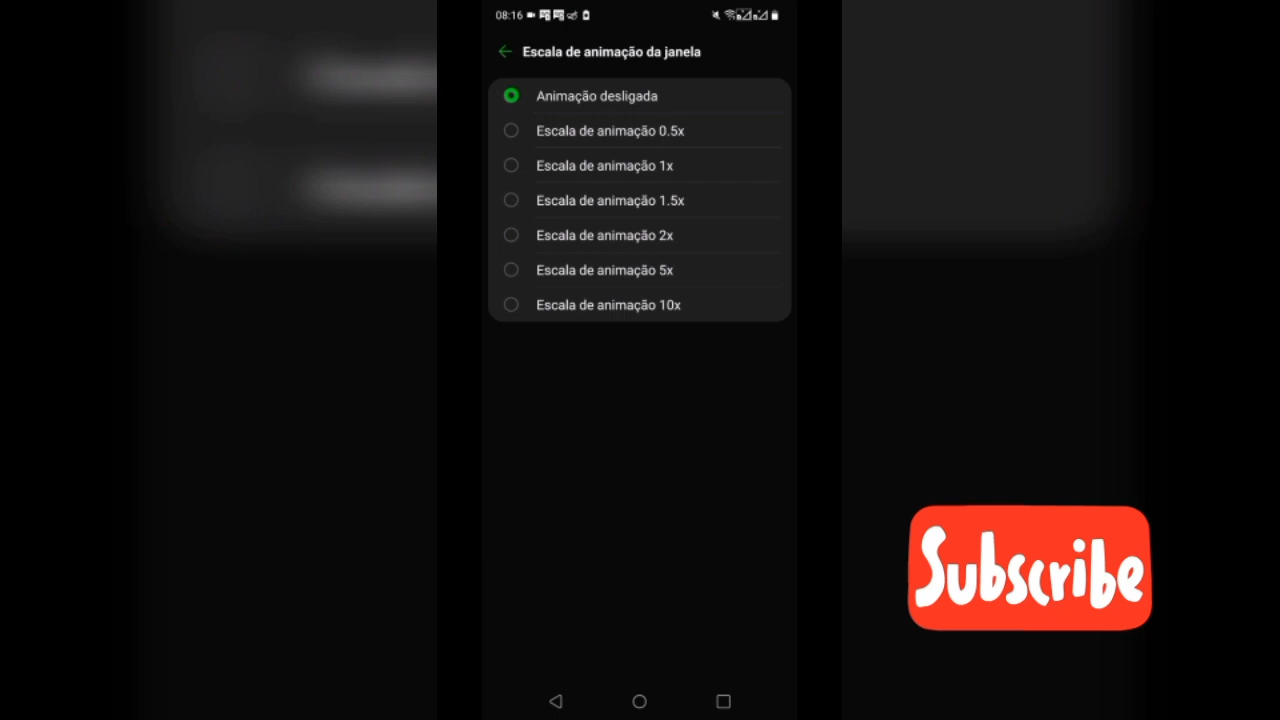 08:16
Escala de animação da janela
Animação desligada
Escala de animação 0.5x
Escala de animação 1x
Escala de animação 1.5x
Escala de animação 2x
Escala de animação 5x
Escala de animação 10x
Subscribe